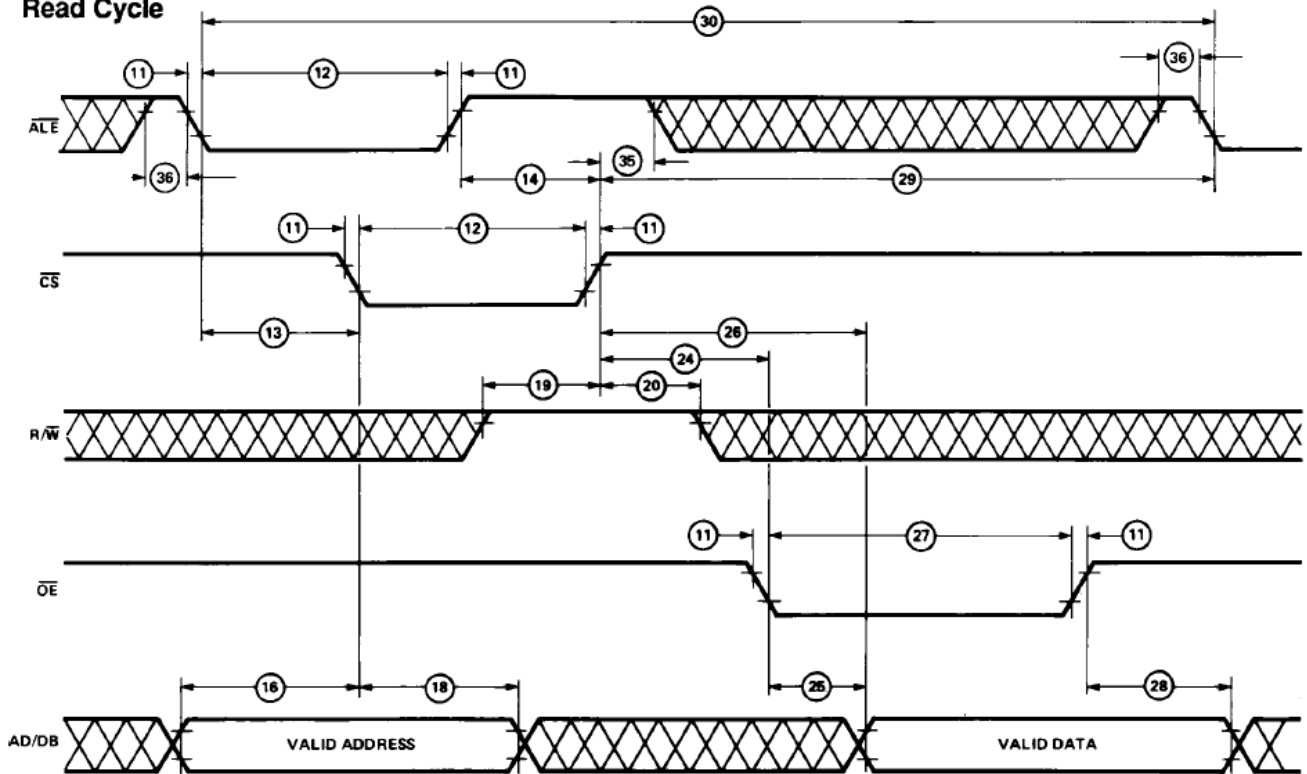 Read Cycle
30
11 12 11 36
ALE
36 14 35 29
11 12 11
CS
13 26
24
19 20
R/W
11 27 11
OE
16 18 25 28
AD/DB VALID ADDRESS VALID DATA